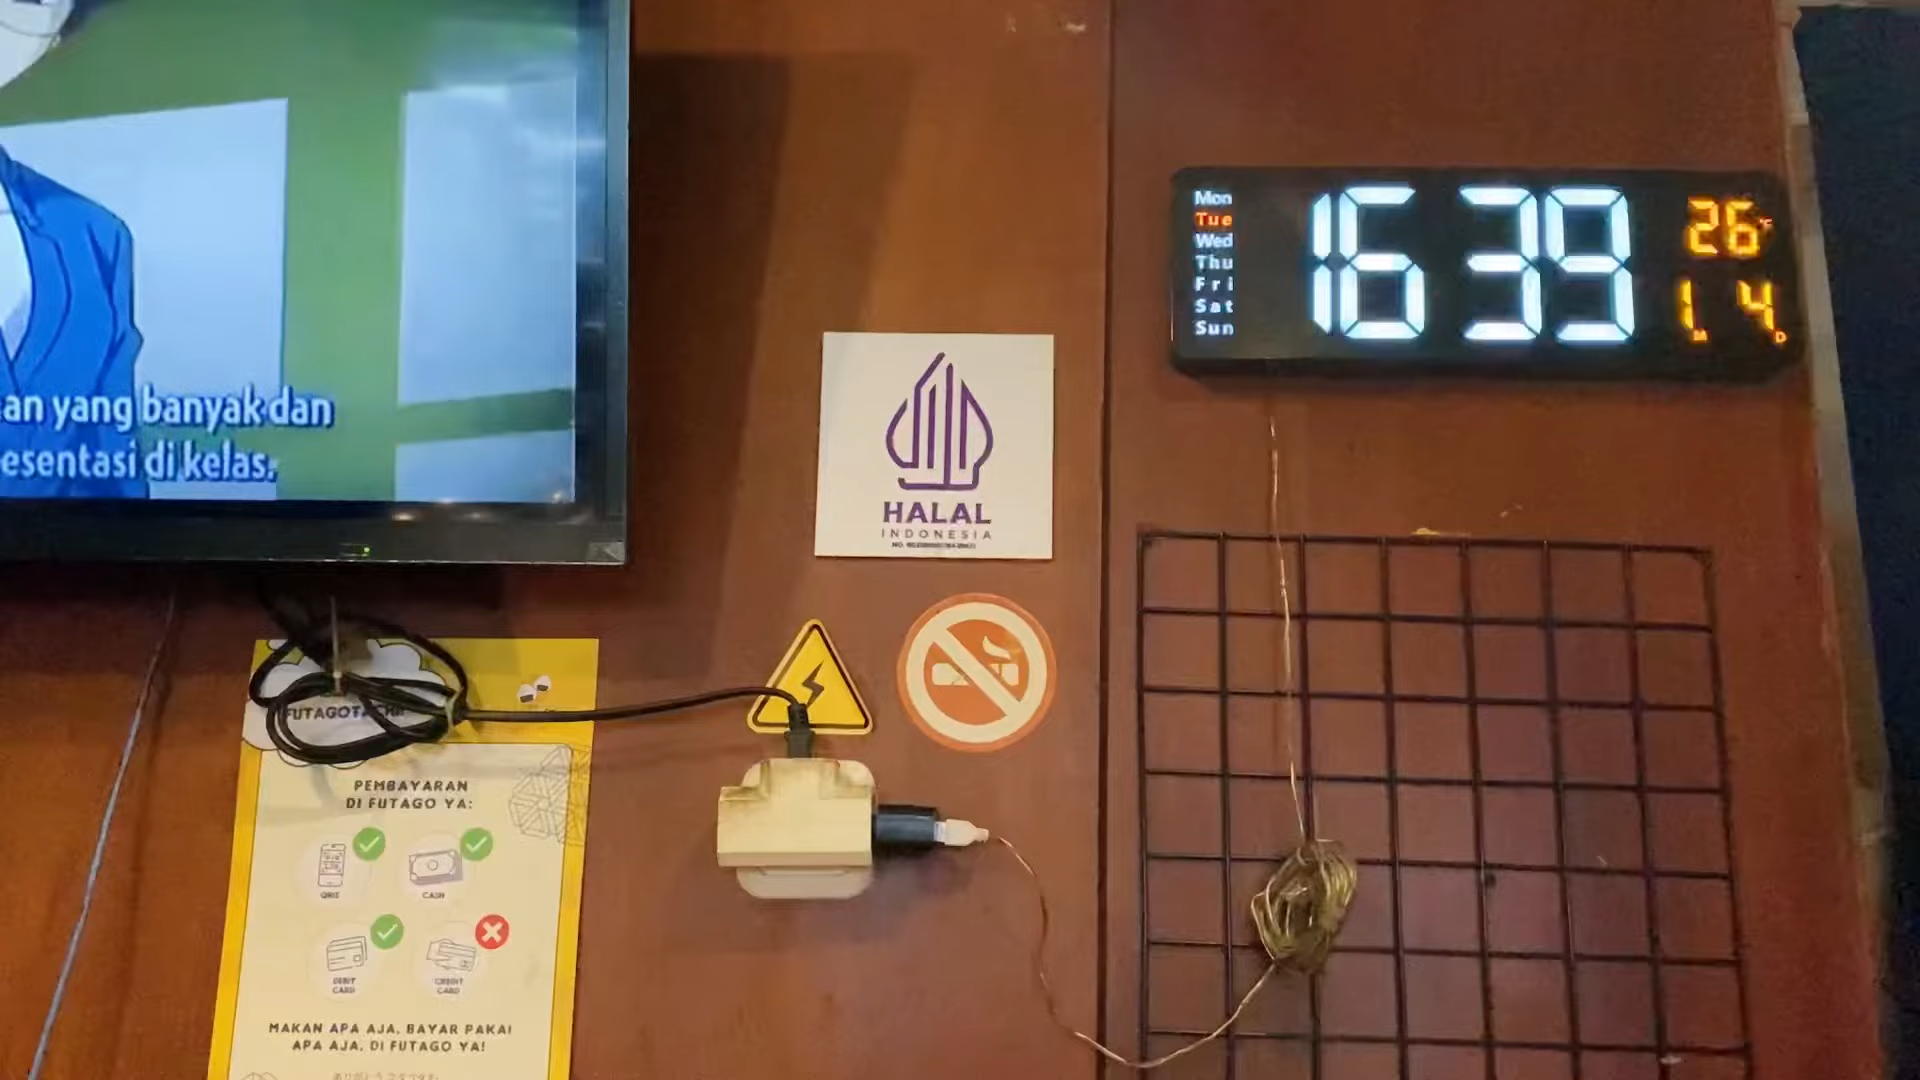 an yang banyak dan
esentasi di kelas.
Mon
Tue
Wed
Thu
Fri
Sat
Sun
16 39
26 °C
1 M 4 D
HALAL
INDONESIA
PEMBAYARAN
DI FUTAGO YA:
QRIS
CASH
DEBIT
CARD
CREDIT
CARD
MAKAN APA AJA, BAYAR PAKAI
APA AJA, DI FUTAGO YA!